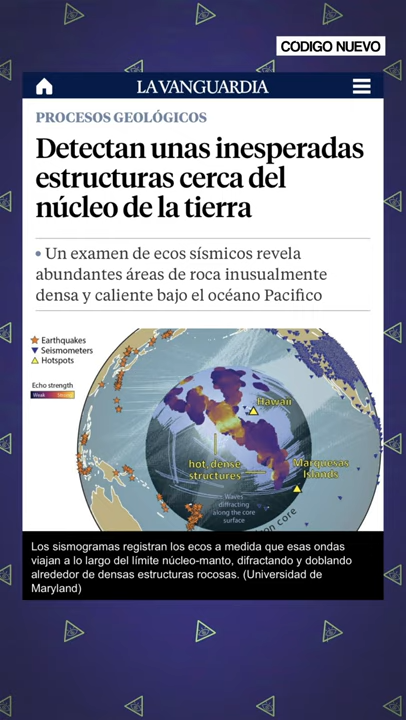 CODIGO NUEVO
LA VANGUARDIA
PROCESOS GEOLÓGICOS
Detectan unas inesperadas
estructuras cerca del
núcleo de la tierra
• Un examen de ecos sísmicos revela
abundantes áreas de roca inusualmente
densa y caliente bajo el océano Pacifico
Earthquakes
Seismometers
Hotspots
Echo strength
Weak
Hawaii
hot, dense
structures
Marquesas
Islands
Waves
diffracting
along the core
surface
core
Los sismogramas registran los ecos a medida que esas ondas
viajan a lo largo del límite núcleo-manto, difractando y doblando
alrededor de densas estructuras rocosas. (Universidad de
Maryland)